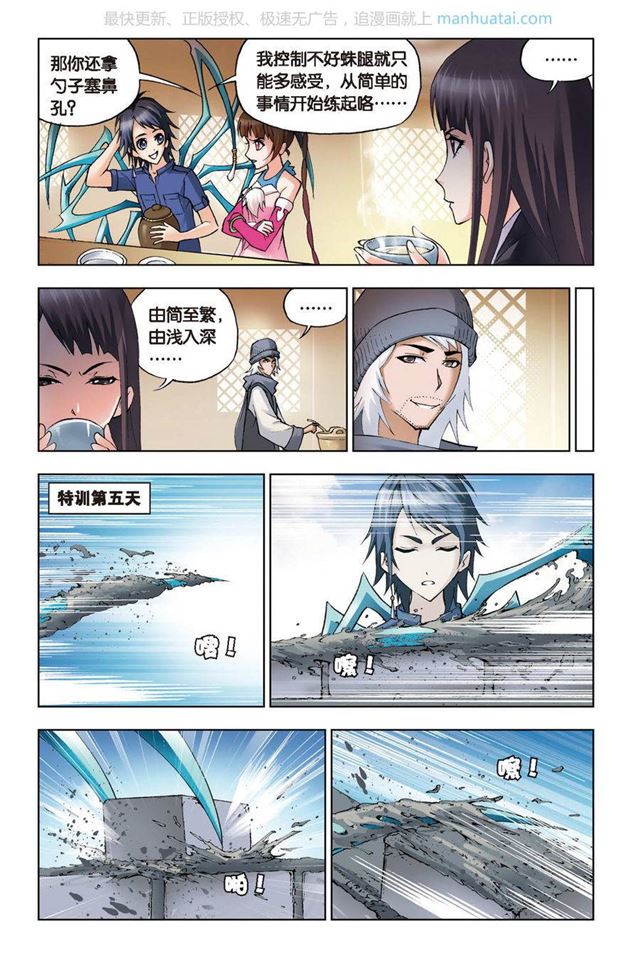 最快更新、正版授权、极速无广告，追漫画就上 manhuatai.com
那你还拿
勺子塞鼻
孔？
我控制不好蛛腿就只
能多感受，从简单的
事情开始练起咯……
……
由简至繁，
由浅入深
……
……
特训第五天
嚓！
啪！
嚓！